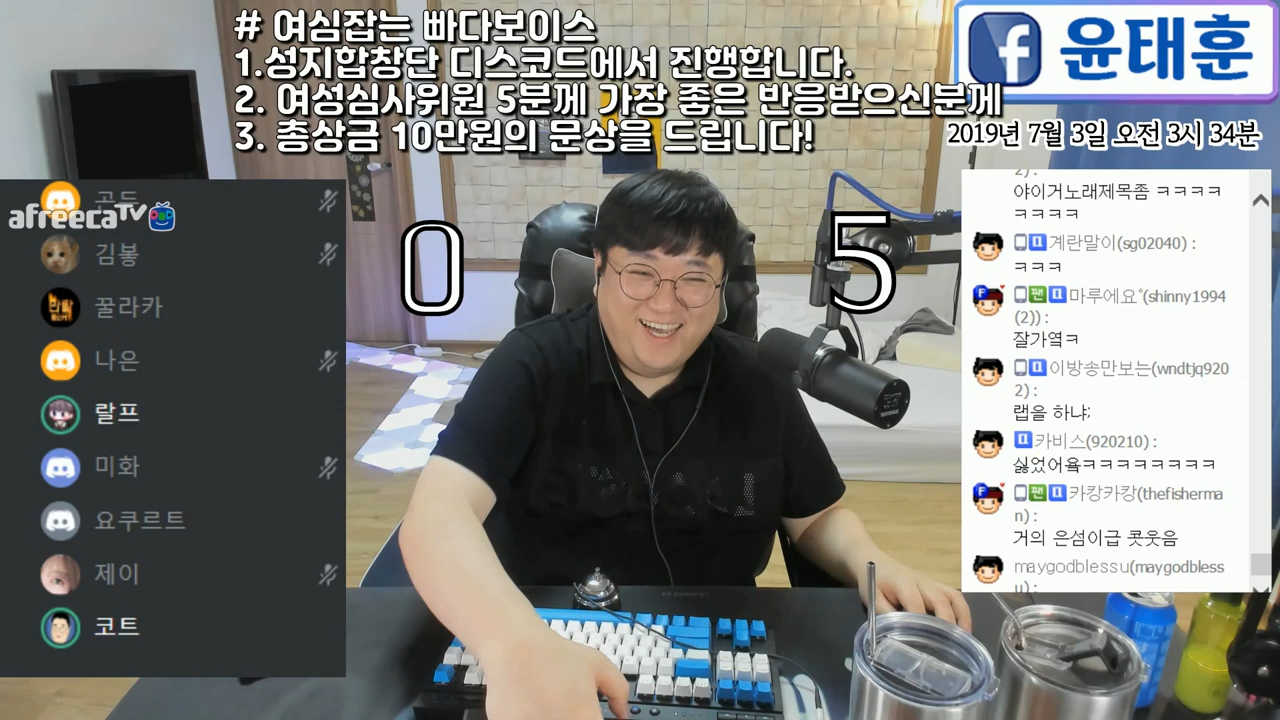 # 여심잡는 빠다보이스
1.성지합창단 디스코드에서 진행합니다.
2. 여성심사위원 5분께 가장 좋은 반응받으신분께
3. 총상금 10만원의 문상을 드립니다!
f 윤태훈
2019년 7월 3일 오전 3시 34분
afreecaTV
김봉
꿀라카
나은
랄프
미화
요쿠르트
제이
코트
0 5
야이거노래제목좀 ㅋㅋㅋㅋ
ㅋㅋㅋㅋ
계란말이(sg02040) :
ㅋㅋㅋ
팬 마루에요˚(shinny1994
(2)) :
잘가옄ㅋ
이방송만보는(wndtjq920
2) :
랩을 하냐;
카비스(920210) :
싫었어욬ㅋㅋㅋㅋㅋㅋㅋㅋ
팬 카캉카캉(thefisherma
n) :
거의 은섬이급 콧웃음
maygodblessu(maygodbless
u) :